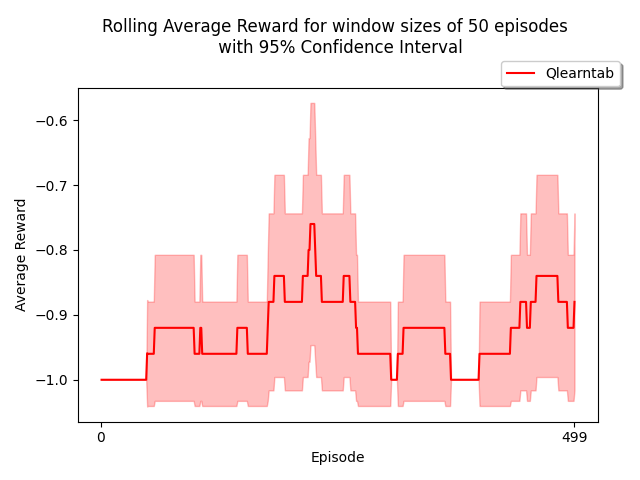 Rolling Average Reward for window sizes of 50 episodes
with 95% Confidence Interval
Qlearntab
−0.6
−0.7
−0.8
−0.9
−1.0
Average Reward
0 499
Episode